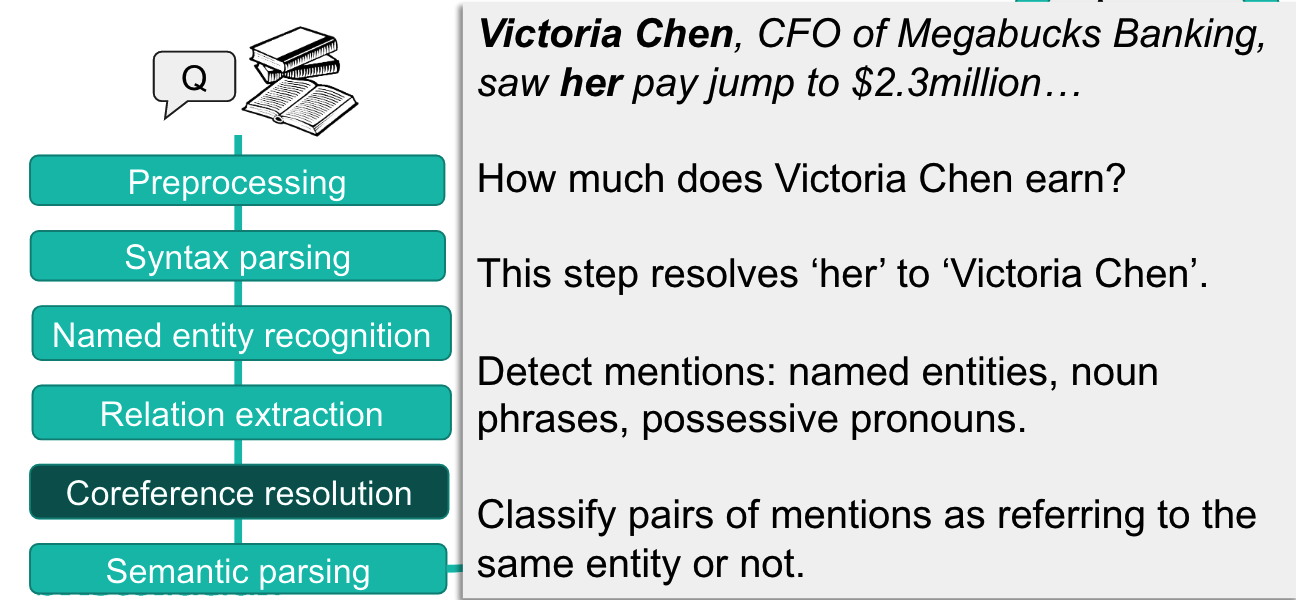 Q
Preprocessing
Syntax parsing
Named entity recognition
Relation extraction
Coreference resolution
Semantic parsing
Victoria Chen, CFO of Megabucks Banking,
saw her pay jump to $2.3million…
How much does Victoria Chen earn?
This step resolves ‘her’ to ‘Victoria Chen’.
Detect mentions: named entities, noun
phrases, possessive pronouns.
Classify pairs of mentions as referring to the
same entity or not.